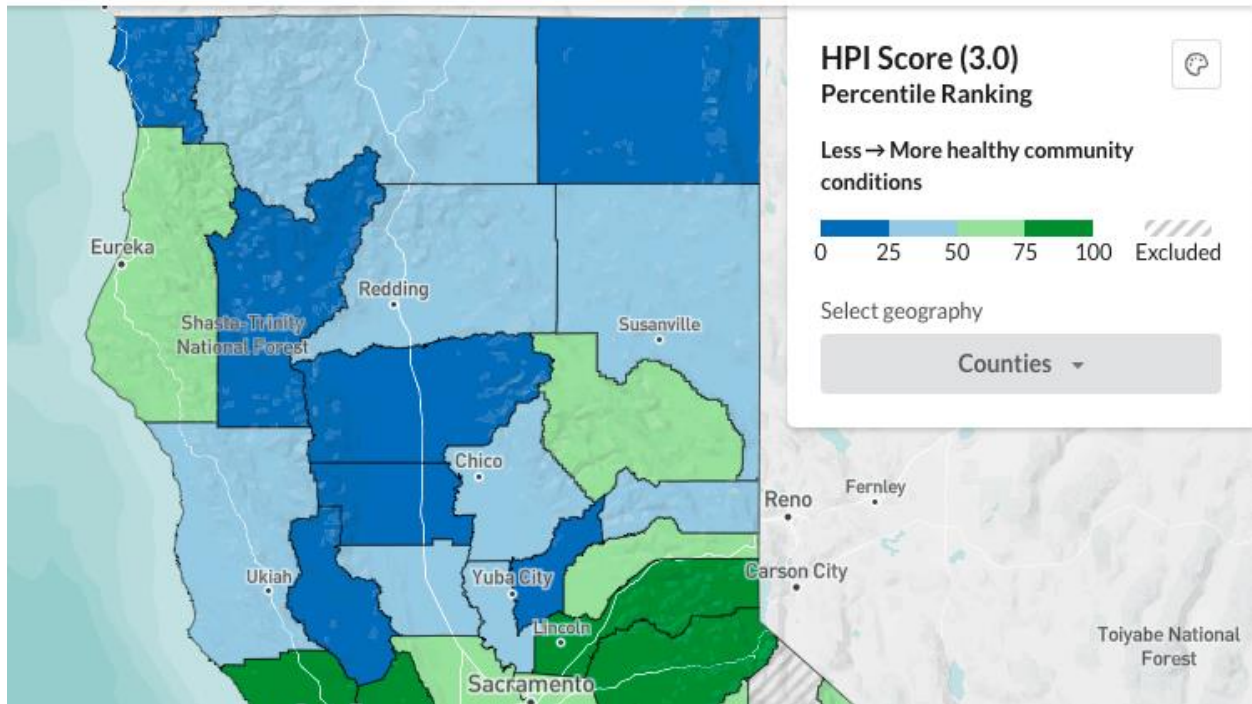 HPI Score (3.0)
Percentile Ranking
Less → More healthy community
conditions
0 25 50 75 100 Excluded
Select geography
Counties
Eureka
Redding
Shasta-Trinity
National Forest
Susanville
Chico
Reno
Fernley
Ukiah
Yuba City
Carson City
Lincoln
Toiyabe National
Forest
Sacramento